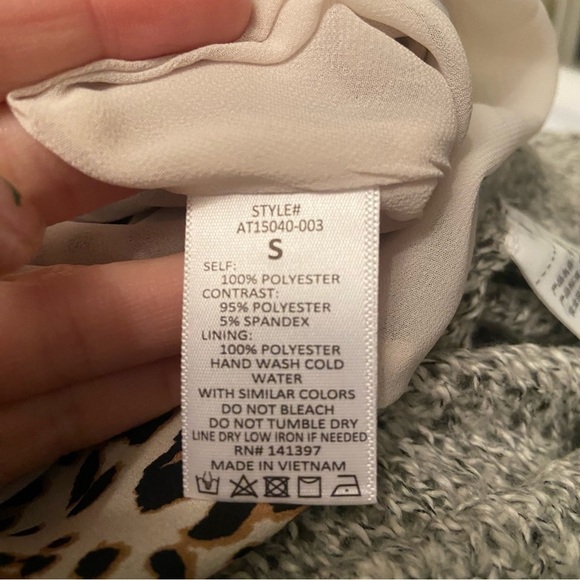 STYLE#
AT15040-003
S
SELF:
100% POLYESTER
CONTRAST:
95% POLYESTER
5% SPANDEX
LINING:
100% POLYESTER
HAND WASH COLD
WATER
WITH SIMILAR COLORS
DO NOT BLEACH
DO NOT TUMBLE DRY
LINE DRY LOW IRON IF NEEDED
RN# 141397
MADE IN VIETNAM